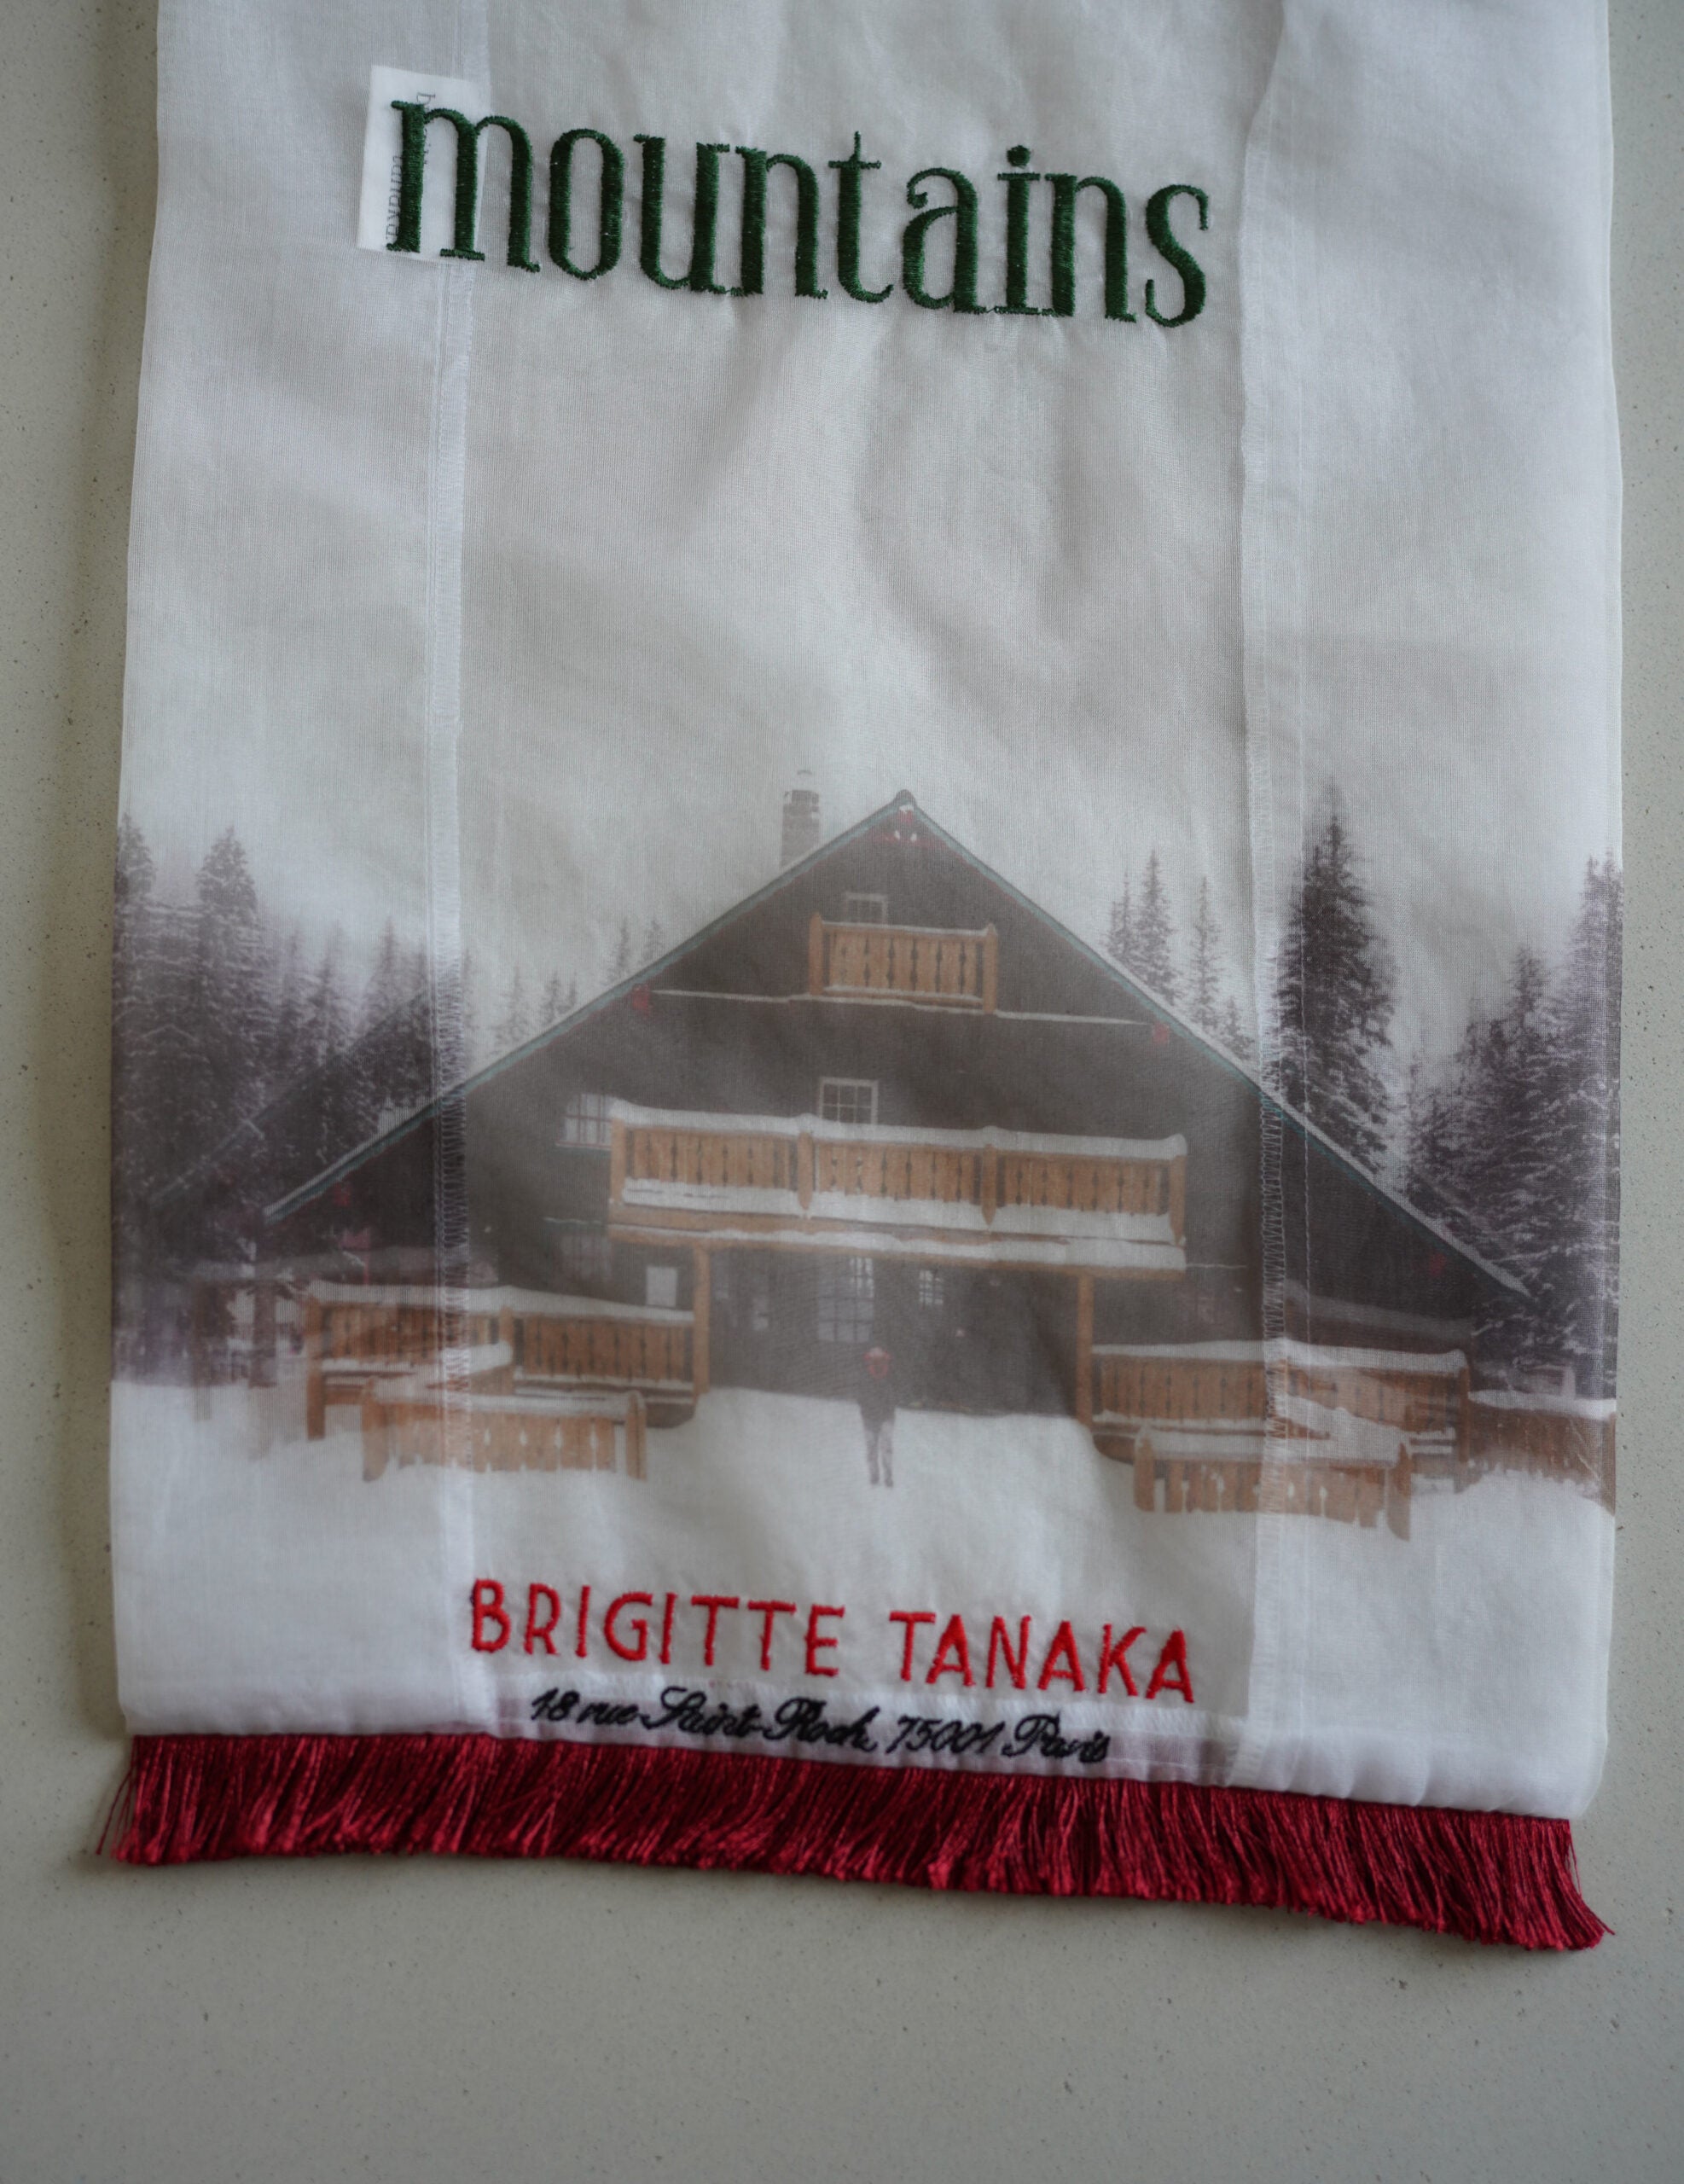 mountains
BRIGITTE TANAKA
18 rue Saint-Roch, 75001 Paris